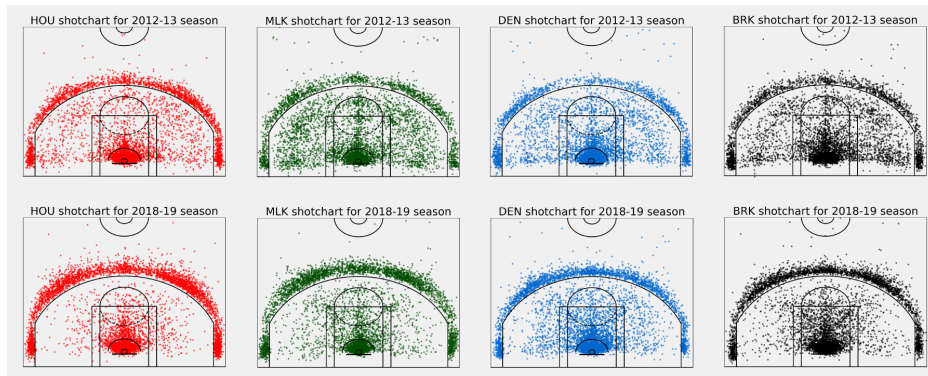 HOU shotchart for 2012-13 season
MLK shotchart for 2012-13 season
DEN shotchart for 2012-13 season
BRK shotchart for 2012-13 season
HOU shotchart for 2018-19 season
MLK shotchart for 2018-19 season
DEN shotchart for 2018-19 season
BRK shotchart for 2018-19 season